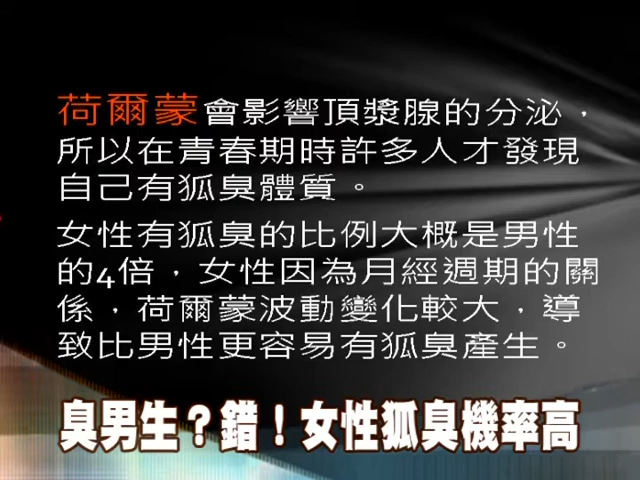 荷爾蒙會影響頂漿腺的分泌，
所以在青春期時許多人才發現
自己有狐臭體質。
女性有狐臭的比例大概是男性
的4倍，女性因為月經週期的關
係，荷爾蒙波動變化較大，導
致比男性更容易有狐臭產生。
臭男生？錯！女性狐臭機率高